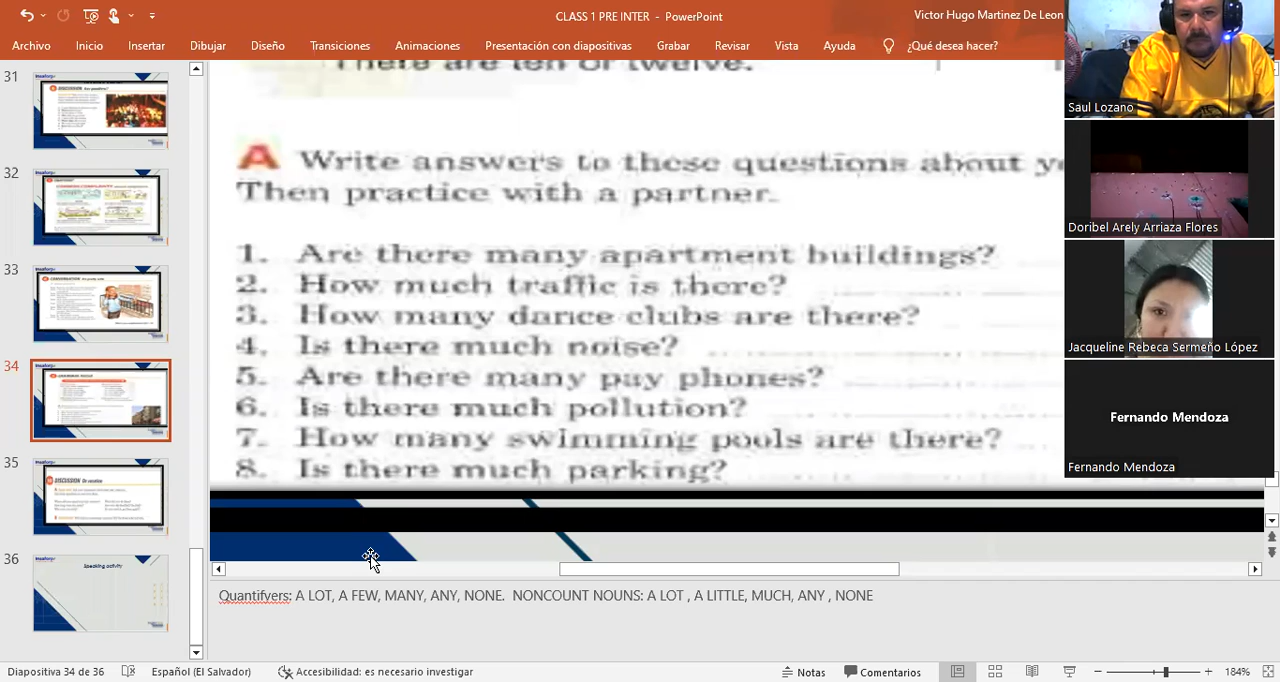 CLASS 1 PRE INTER - PowerPoint
Victor Hugo Martinez De Leon
Archivo Inicio Insertar Dibujar Diseño Transiciones Animaciones Presentación con diapositivas Grabar Revisar Vista Ayuda ¿Qué desea hacer?
31
32
33
34
35
36
Speaking activity
There are ten or twelve.
A Write answers to these questions about
Then practice with a partner.
1. Are there many apartment buildings?
2. How much traffic is there?
3. How many dance clubs are there?
4. Is there much noise?
5. Are there many pay phones?
6. Is there much pollution?
7. How many swimming pools are there?
8. Is there much parking?
Saul Lozano
Doribel Arely Arriaza Flores
Jacqueline Rebeca Sermeño López
Fernando Mendoza
Fernando Mendoza
Quantifyers: A LOT, A FEW, MANY, ANY, NONE. NONCOUNT NOUNS: A LOT , A LITTLE, MUCH, ANY , NONE
Diapositiva 34 de 36 Español (El Salvador) Accesibilidad: es necesario investigar Notas Comentarios 184%